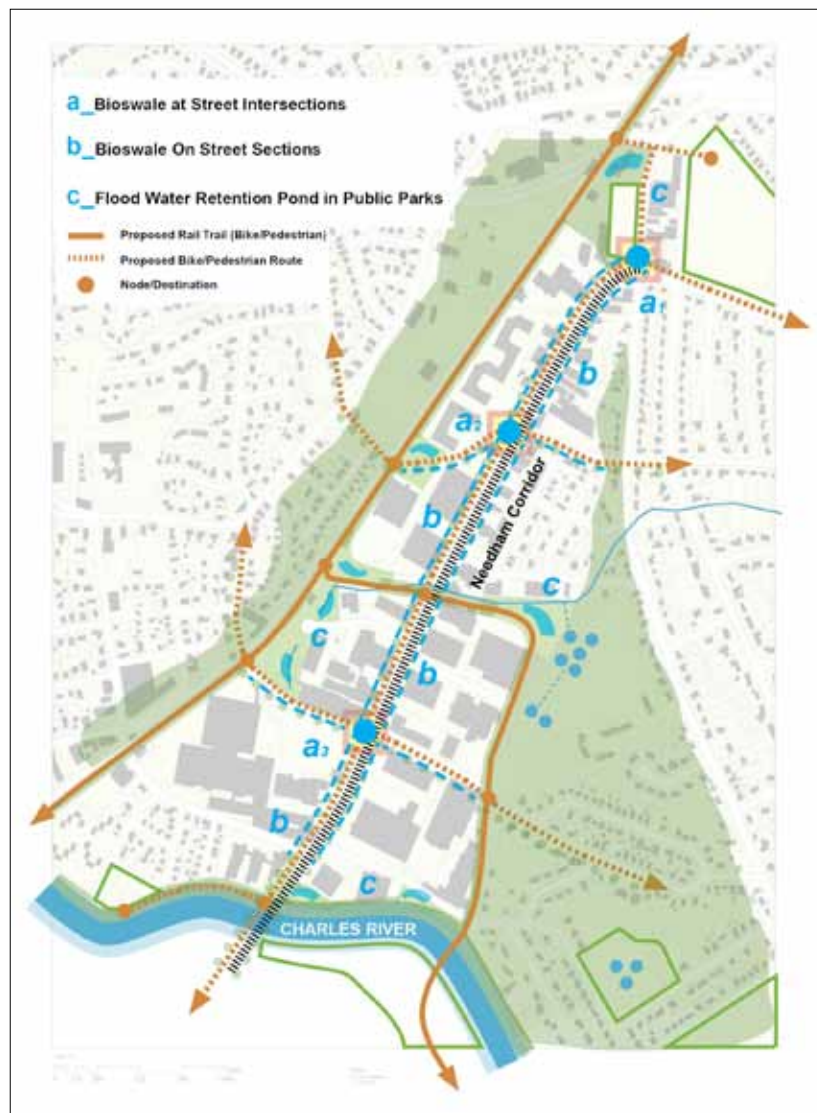 a_Bioswale at Street Intersections
b_Bioswale On Street Sections
c_Flood Water Retention Pond in Public Parks
Proposed Rail Trail (Bike/Pedestrian)
Proposed Bike/Pedestrian Route
Node/Destination
c
a1
b
a2
b
Needham Corridor
c
c
b
a3
b
c
CHARLES RIVER